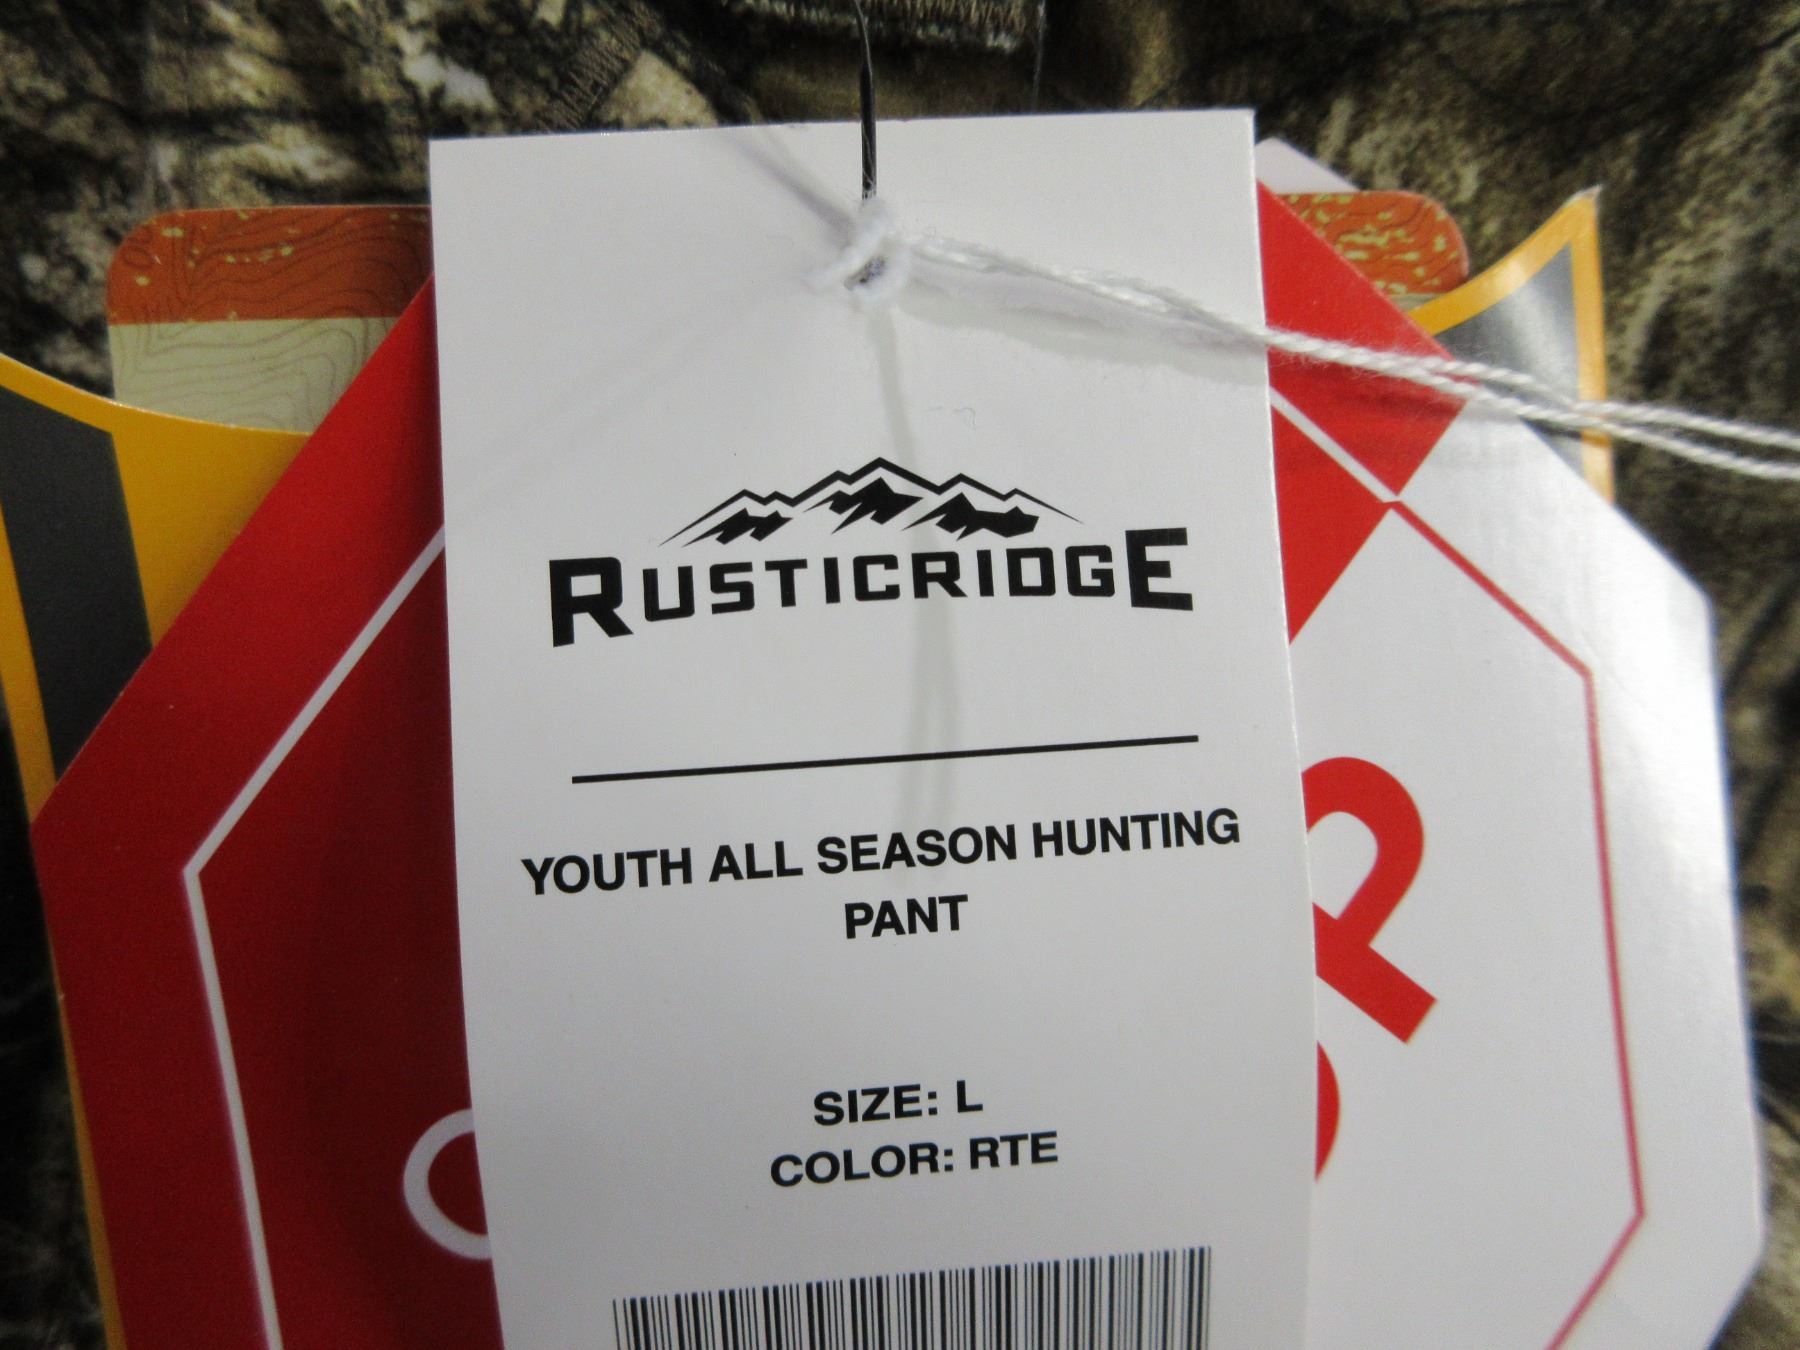 RUSTICRIDGE
YOUTH ALL SEASON HUNTING
PANT
SIZE: L
COLOR: RTE